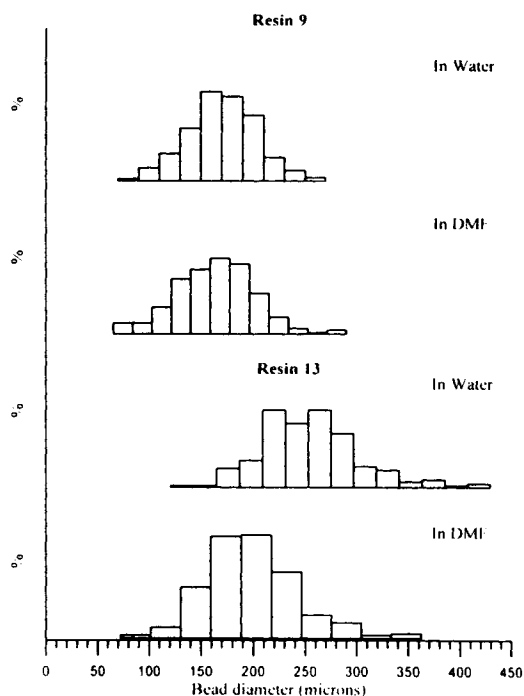 Resin 9
In Water
%
In DMF
%
Resin 13
In Water
%
In DMF
%
0 50 100 150 200 250 300 350 400 450
Bead diameter (microns)